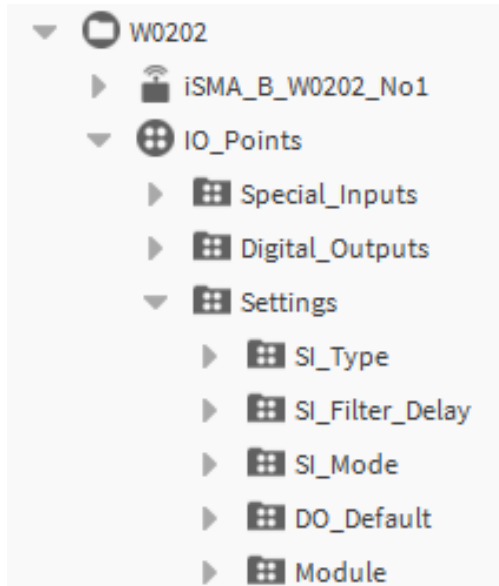 W0202
iSMA_B_W0202_No1
IO_Points
Special_Inputs
Digital_Outputs
Settings
SI_Type
SI_Filter_Delay
SI_Mode
DO_Default
Module